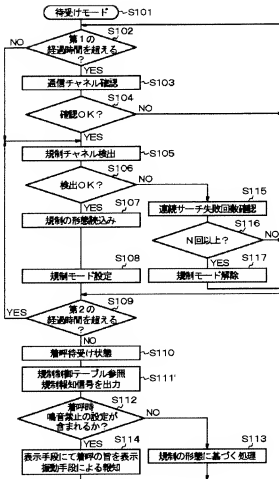 待受けモード
S101
S102
第1の
経過時間を超える
?
NO
YES
通信チャネル確認
S103
S104
確認OK?
NO
YES
規制チャネル検出
S105
S106
検出OK?
NO
YES
S107
規制の形態読込み
S115
連続サーチ失敗回数確認
S116
N回以上?
NO
YES
S117
規制モード解除
S108
規制モード設定
S109
第2の
経過時間を超える
?
YES
NO
着呼待受け状態
S110
規制制御テーブル参照
規制報知信号を出力
S111'
S112
着呼時
鳴音禁止の設定が
含まれるか?
NO
YES
S114
表示手段にて着呼の旨を表示
振動手段による報知
S113
規制の形態に基づく処理